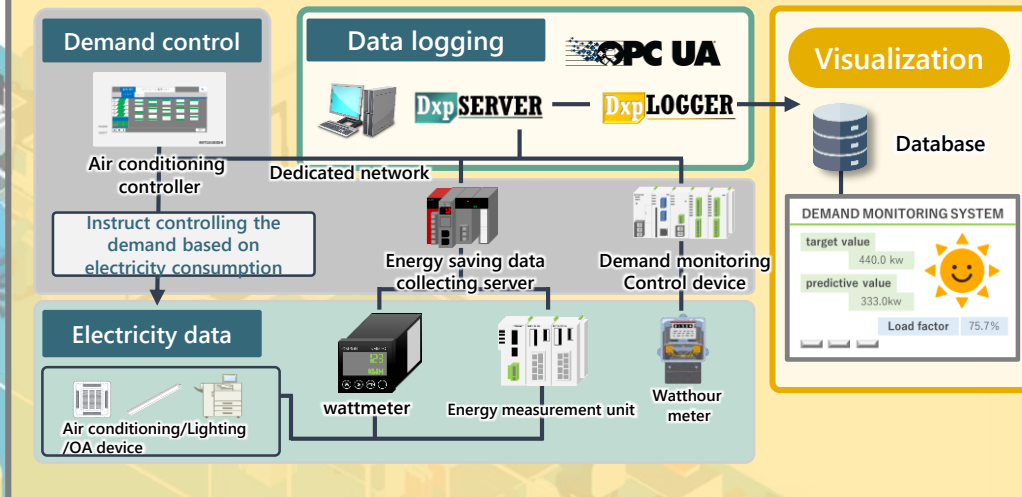 Demand control
Data logging
OPC UA
Visualization
DxpSERVER
DxpLOGGER
Database
Air conditioning
controller
Dedicated network
Instruct controlling the
demand based on
electricity consumption
Energy saving data
collecting server
Demand monitoring
Control device
DEMAND MONITORING SYSTEM
target value
440.0 kw
predictive value
333.0kw
Load factor
75.7%
Electricity data
wattmeter
Energy measurement unit
Watthour
meter
Air conditioning/Lighting
/OA device